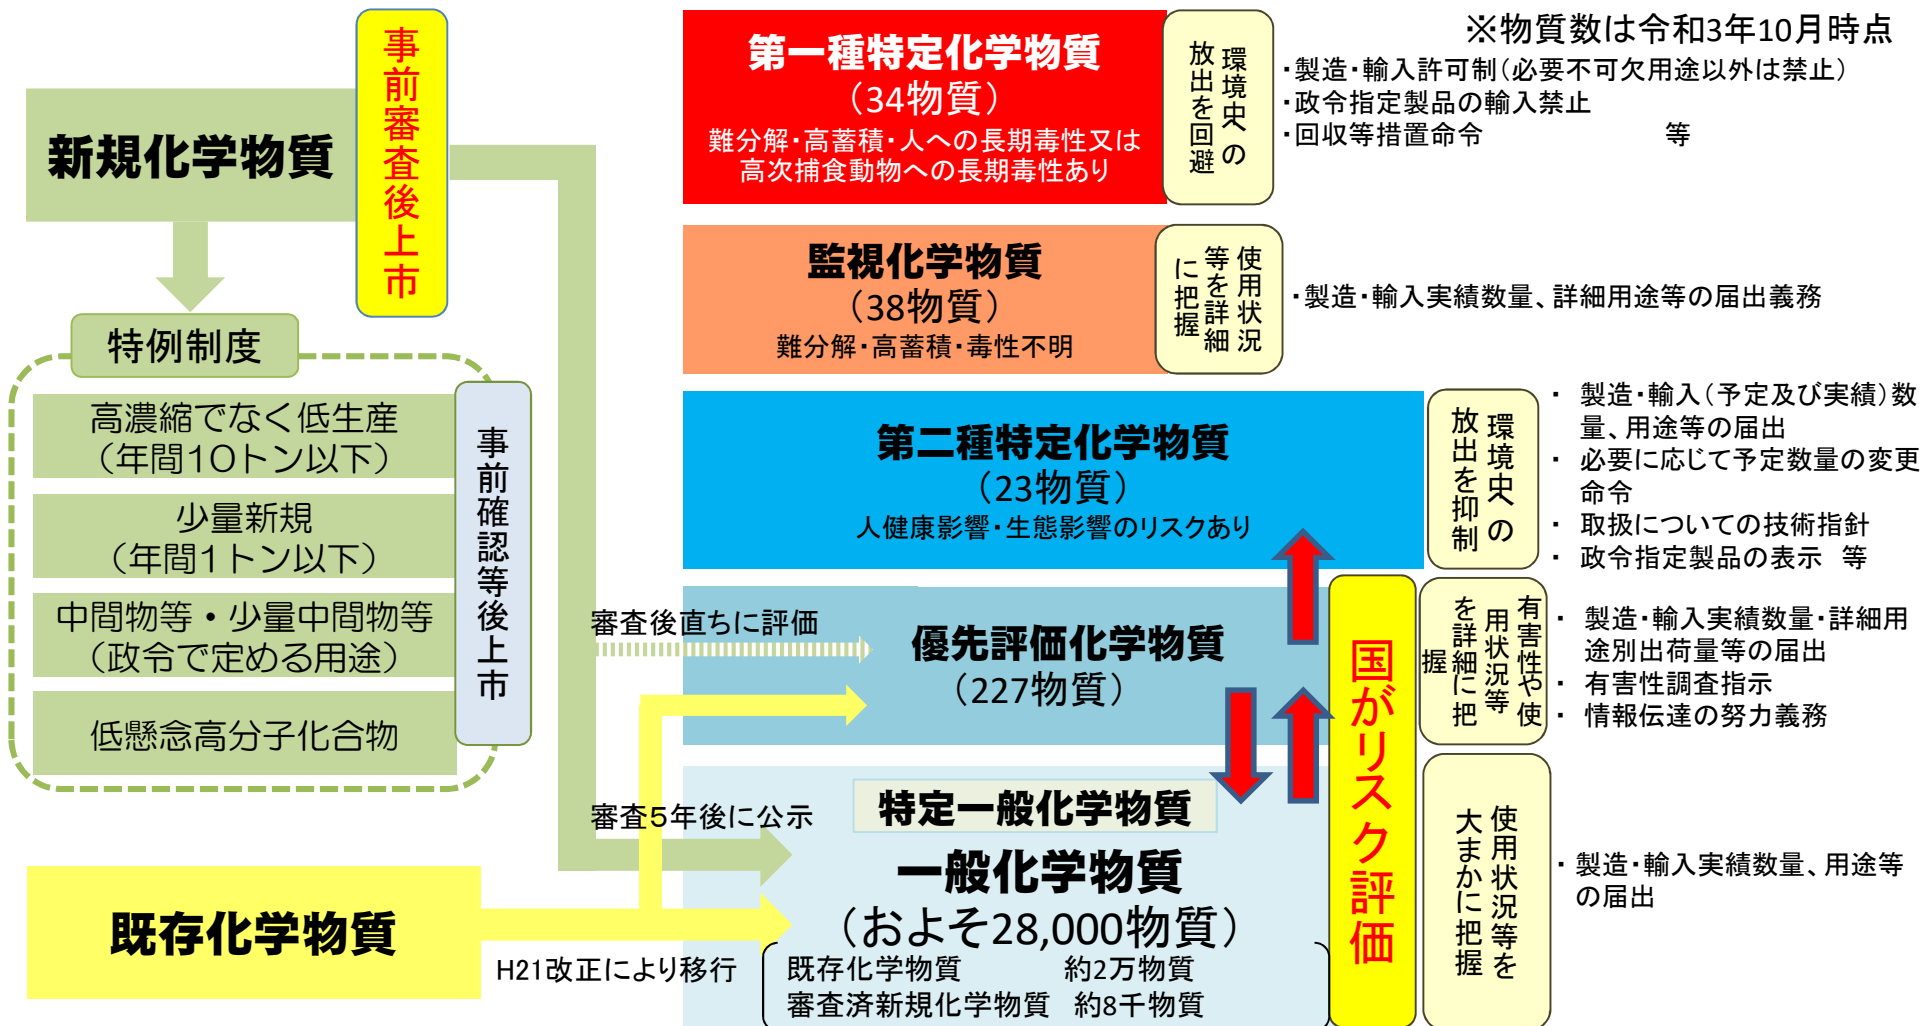 ※物質数は令和3年10月時点
新規化学物質
事前審査後上市
特例制度
高濃縮でなく低生産
（年間10トン以下）
少量新規
（年間1トン以下）
中間物等・少量中間物等
（政令で定める用途）
低懸念高分子化合物
事前確認等後上市
既存化学物質
H21改正により移行
審査後直ちに評価
審査5年後に公示
第一種特定化学物質
（34物質）
難分解・高蓄積・人への長期毒性又は
高次捕食動物への長期毒性あり
環境中への
放出を回避
・製造・輸入許可制（必要不可欠用途以外は禁止）
・政令指定製品の輸入禁止
・回収等措置命令 等
監視化学物質
（38物質）
難分解・高蓄積・毒性不明
使用状況
等を詳細
に把握
・製造・輸入実績数量、詳細用途等の届出義務
第二種特定化学物質
（23物質）
人健康影響・生態影響のリスクあり
環境中への
放出を抑制
・ 製造・輸入（予定及び実績）数
量、用途等の届出
・ 必要に応じて予定数量の変更
命令
・ 取扱についての技術指針
・ 政令指定製品の表示 等
優先評価化学物質
（227物質）
国がリスク評価
有害性や使
用状況等
を詳細に把
握
・ 製造・輸入実績数量・詳細用
途別出荷量等の届出
・ 有害性調査指示
・ 情報伝達の努力義務
特定一般化学物質
一般化学物質
（およそ28,000物質）
既存化学物質 約2万物質
審査済新規化学物質 約8千物質
使用状況等を
大まかに把握
・ 製造・輸入実績数量、用途等
の届出